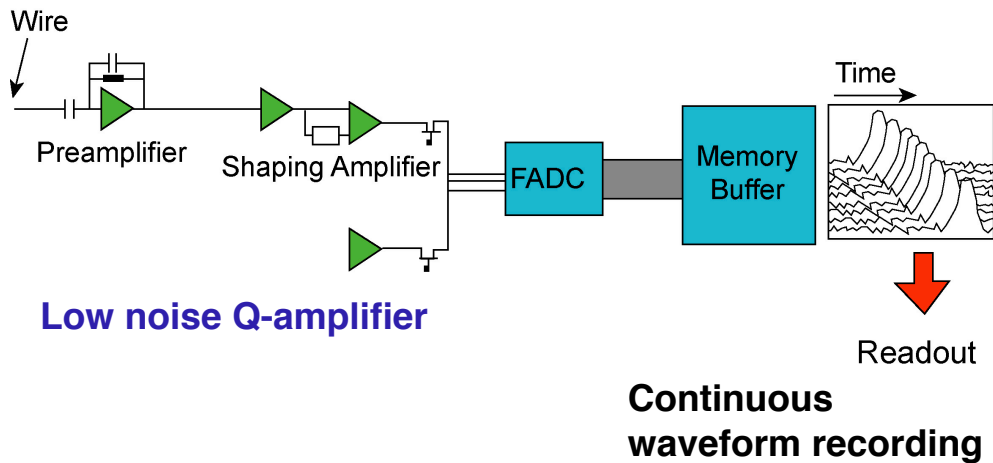 Wire
Time
Preamplifier
Shaping Amplifier
FADC
Memory
Buffer
Low noise Q-amplifier
Readout
Continuous
waveform recording